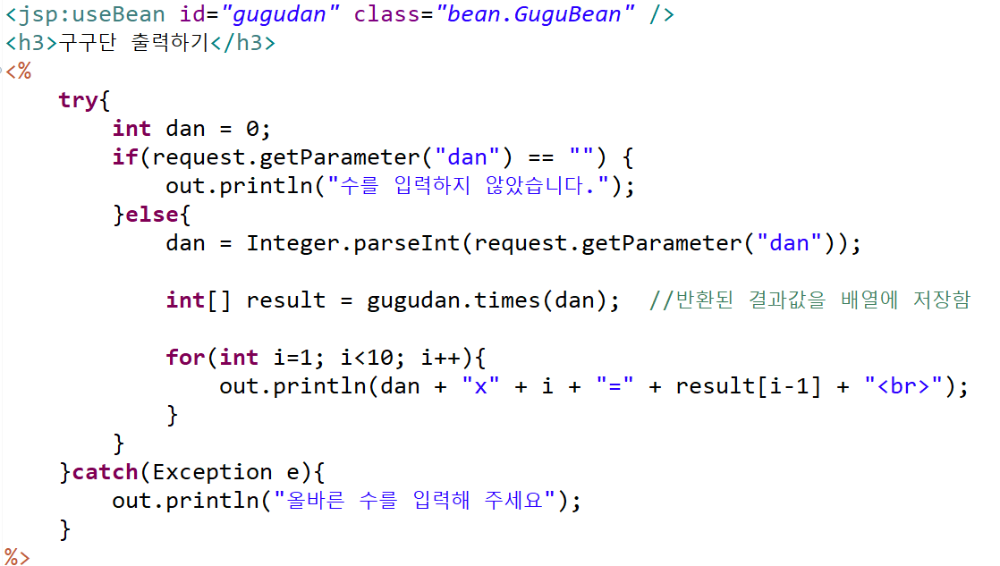 <jsp:useBean id="gugudan" class="bean.GuguBean" />
<h3>구구단 출력하기</h3>
<%
    try{
        int dan = 0;
        if(request.getParameter("dan") == "") {
            out.println("수를 입력하지 않았습니다.");
        }else{
            dan = Integer.parseInt(request.getParameter("dan"));
            int[] result = gugudan.times(dan);  //반환된 결과값을 배열에 저장함
            for(int i=1; i<10; i++){
                out.println(dan + "x" + i + "=" + result[i-1] + "<br>");
            }
        }
    }catch(Exception e){
        out.println("올바른 수를 입력해 주세요");
    }
%>